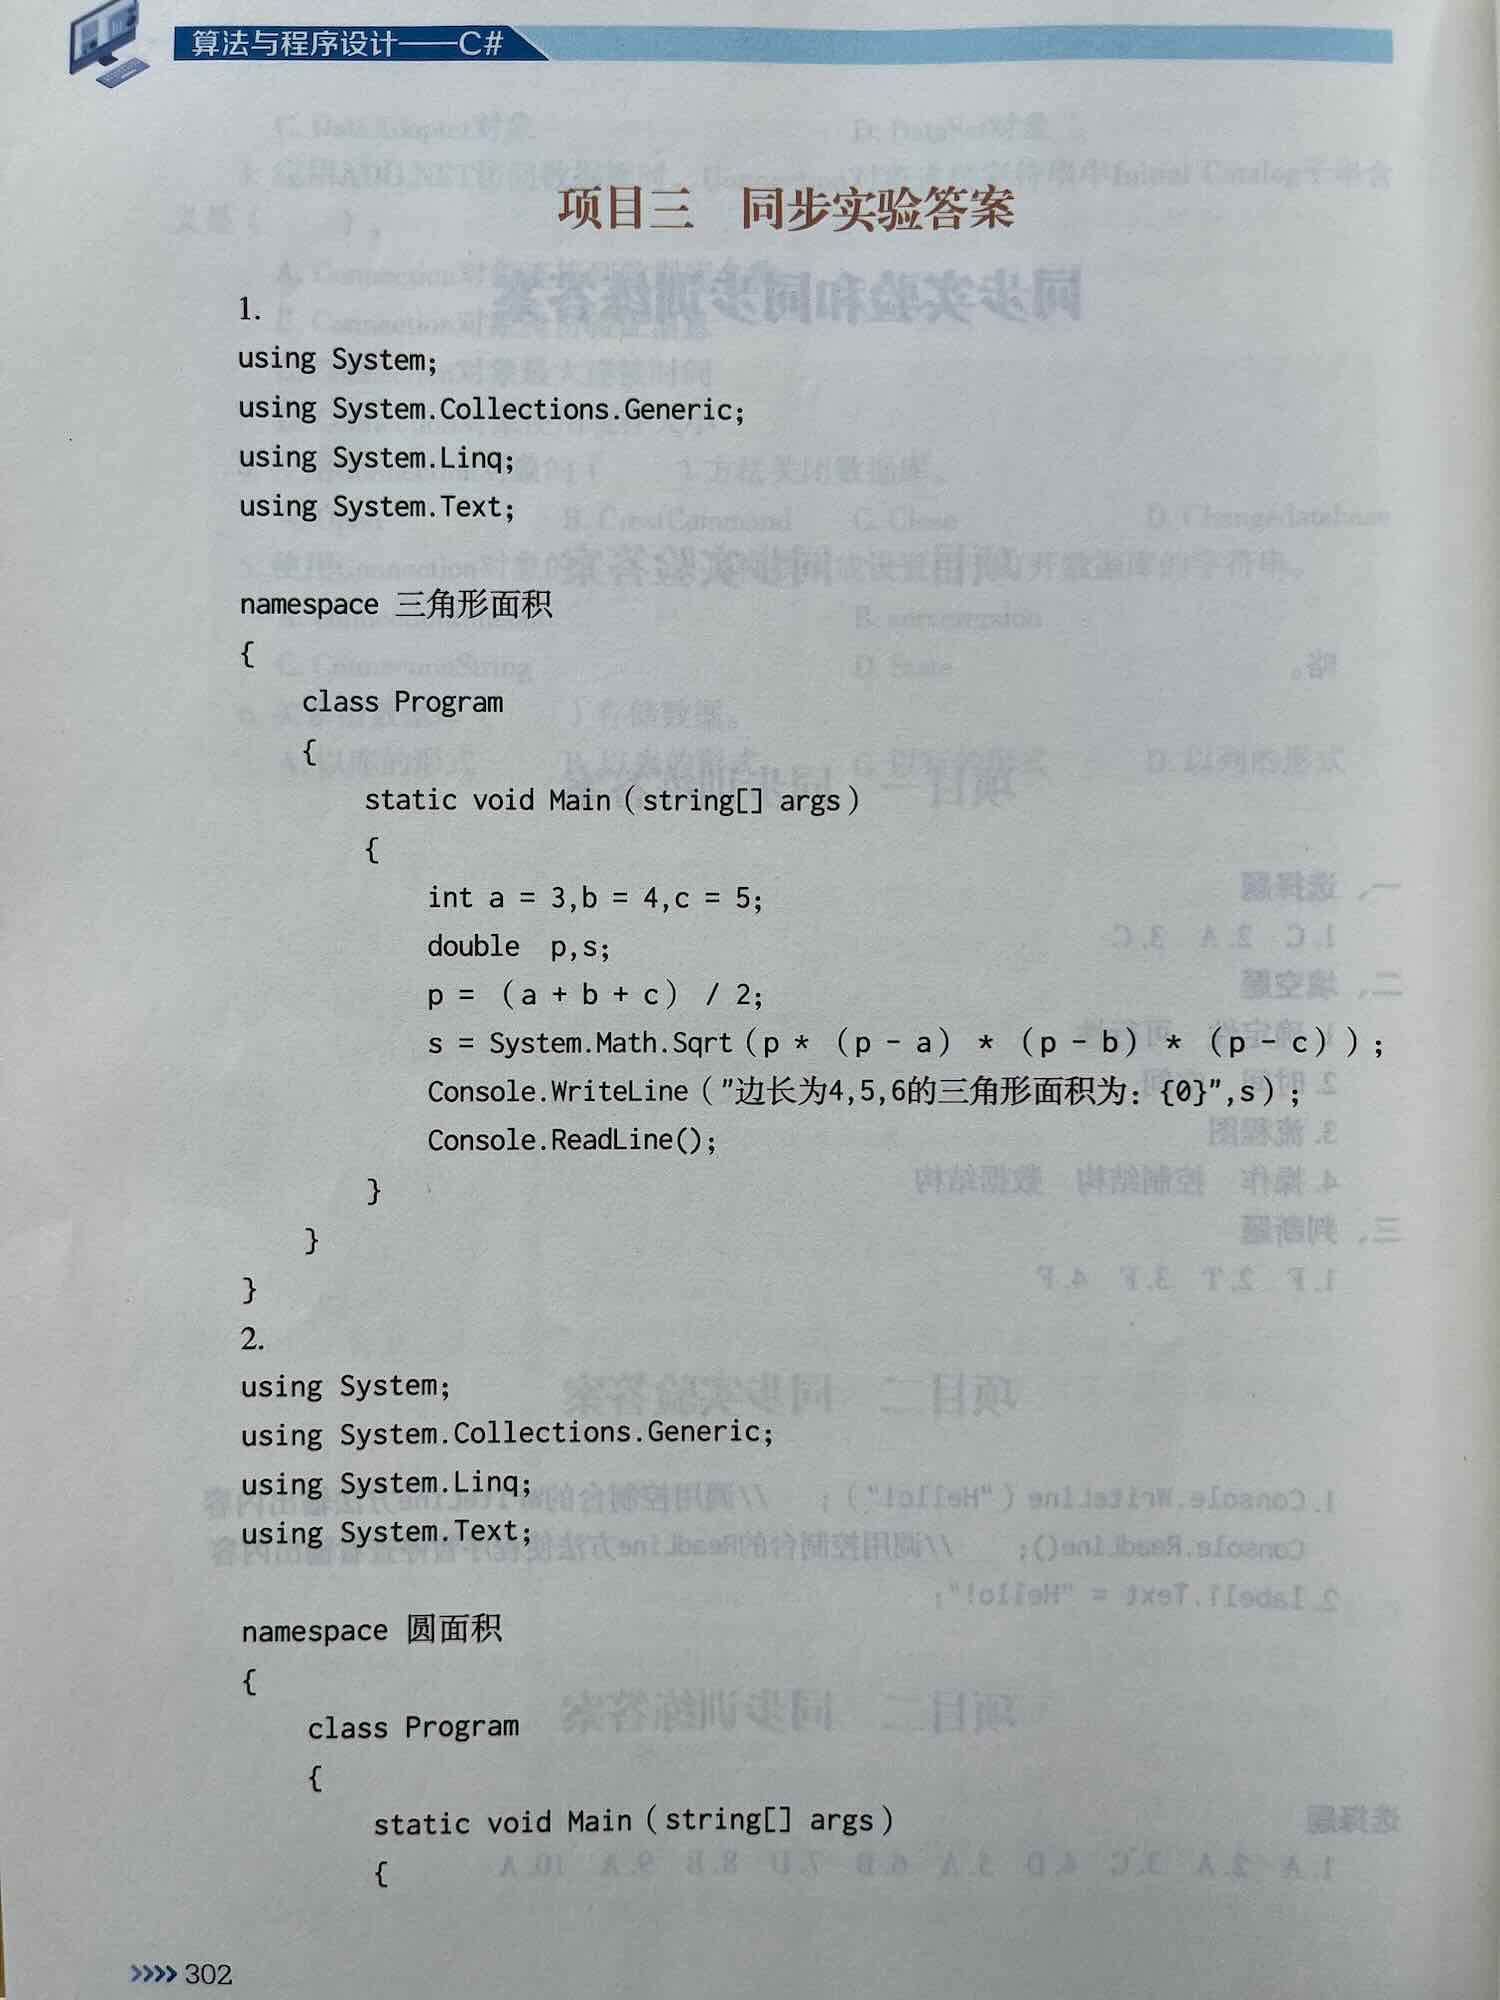 算法与程序设计——C#
项目三 同步实验答案
1.
using System;
using System.Collections.Generic;
using System.Linq;
using System.Text;
namespace 三角形面积
{
class Program
{
static void Main（string[] args）
{
int a = 3,b = 4,c = 5;
double p,s;
p = （a + b + c） / 2;
s = System.Math.Sqrt（p * （p - a） * （p - b） * （p - c））;
Console.WriteLine（"边长为4,5,6的三角形面积为：{0}",s）;
Console.ReadLine();
}
}
}
2.
using System;
using System.Collections.Generic;
using System.Linq;
using System.Text;
namespace 圆面积
{
class Program
{
static void Main（string[] args）
{
302